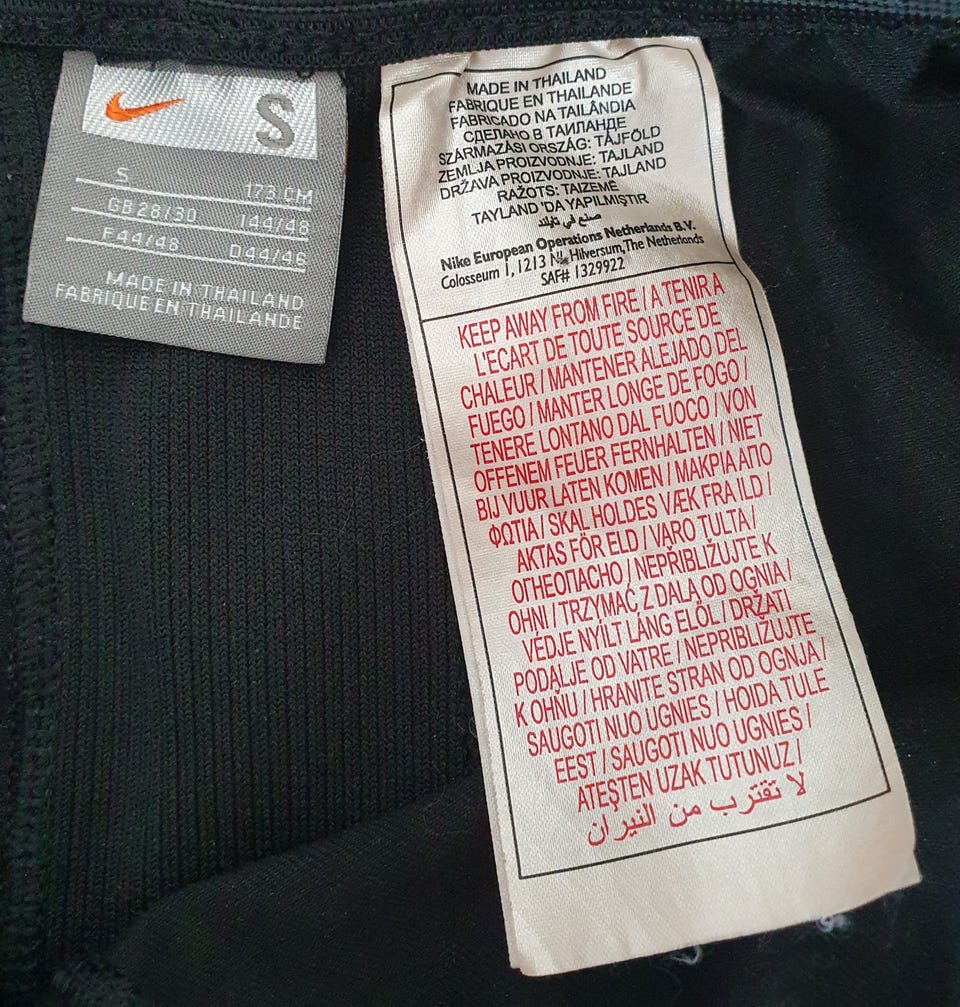 S
S 173 CM
GB 28/30 144/48
F 44/48 D 44/46
MADE IN THAILAND
FABRIQUE EN THAILANDE
MADE IN THAILAND
FABRIQUE EN THAILANDE
FABRICADO NA TAILÂNDIA
СДЕЛАНО В ТАИЛАНДЕ
SZÁRMAZÁSI ORSZÁG: TÁJFÖLD
ZEMLJA PROIZVODNJE: TAJLAND
DRŽAVA PROIZVODNJE: TAJLAND
RAŽOTS: TAIZEMĒ
TAYLAND 'DA YAPILMIŞTIR
صنع في تايلاند
Nike European Operations Netherlands B.V.
Colosseum 1, 1213 NL Hilversum, The Netherlands
SAF# 1329922
KEEP AWAY FROM FIRE / A TENIR A
L'ECART DE TOUTE SOURCE DE
CHALEUR / MANTENER ALEJADO DEL
FUEGO / MANTER LONGE DE FOGO /
TENERE LONTANO DAL FUOCO / VON
OFFENEM FEUER FERNHALTEN / NIET
BIJ VUUR LATEN KOMEN / ΜΑΚΡΙΑ ΑΠΟ
ΦΩΤΙΑ / SKAL HOLDES VÆK FRA ILD /
AKTAS FÖR ELD / VARO TULTA /
ОГНЕОПАСНО / NEPŘIBLIŽUJTE K
OHNI / TRZYMAĆ Z DALA OD OGNIA /
VÉDJE NYÍLT LÁNG ELÖL / DRŽATI
PODALJE OD VATRE / NEPRIBLIŽUJTE
K OHŇU / HRANITE STRAN OD OGNJA /
SAUGOTI NUO UGNIES / HOIDA TULE
EEST / SAUGOTI NUO UGNIES /
ATEŞTEN UZAK TUTUNUZ /
لا تقترب من النيران